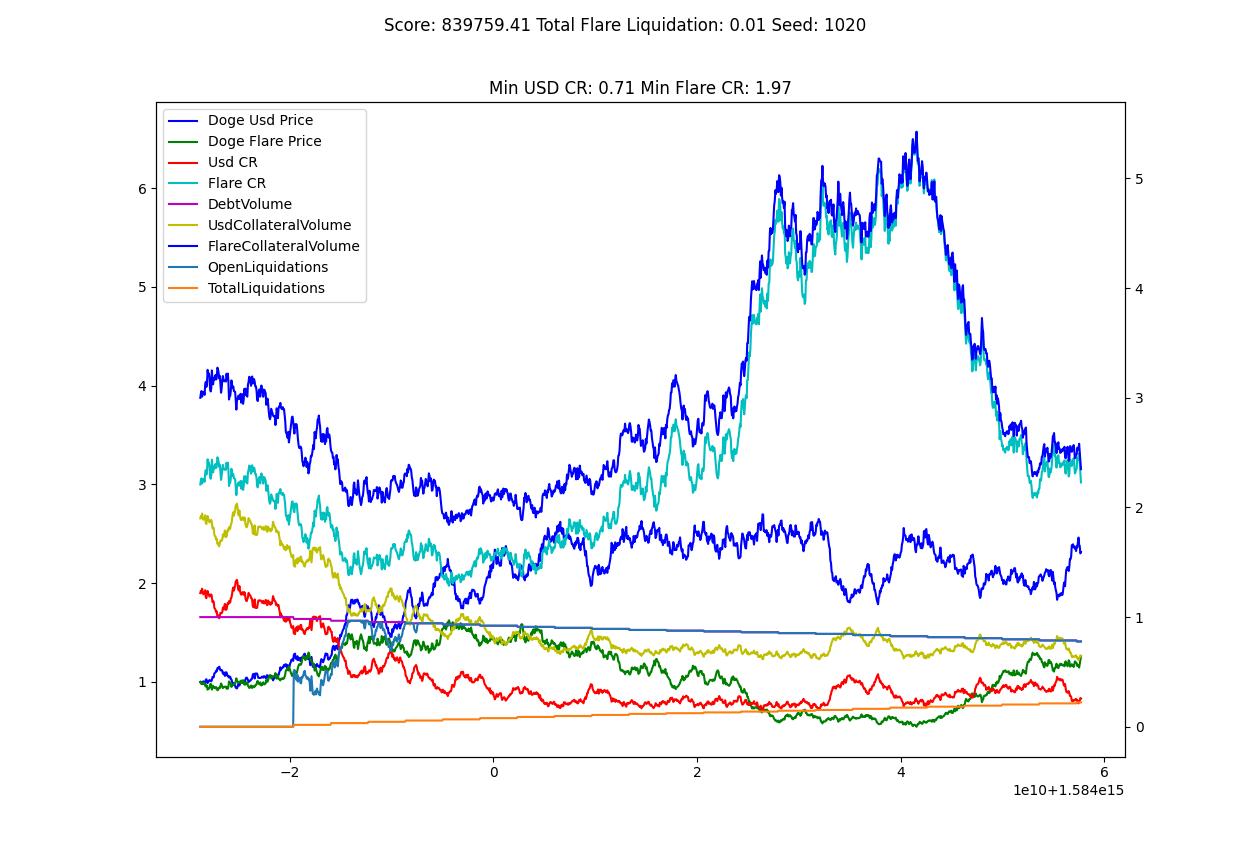 Score: 839759.41 Total Flare Liquidation: 0.01 Seed: 1020
Min USD CR: 0.71 Min Flare CR: 1.97
Doge Usd Price
Doge Flare Price
Usd CR
Flare CR
DebtVolume
UsdCollateralVolume
FlareCollateralVolume
OpenLiquidations
TotalLiquidations
6
5
4
3
2
1
5
4
3
2
1
0
−2
0
2
4
6
1e10+1.584e15